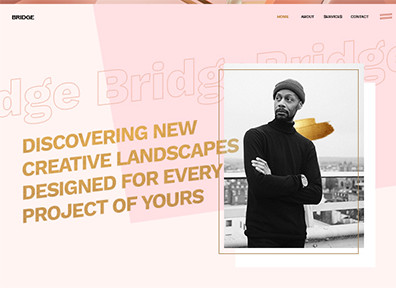 BRIDGE
HOME ABOUT SERVICES CONTACT
dge Bridge Bridge
DISCOVERING NEW
CREATIVE LANDSCAPES
DESIGNED FOR EVERY
PROJECT OF YOURS